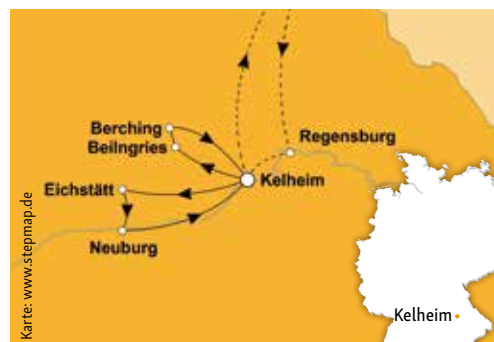 Berching
Beilngries
Regensburg
Eichstätt
Kelheim
Neuburg
Kelheim
Karte: www.stepmap.de